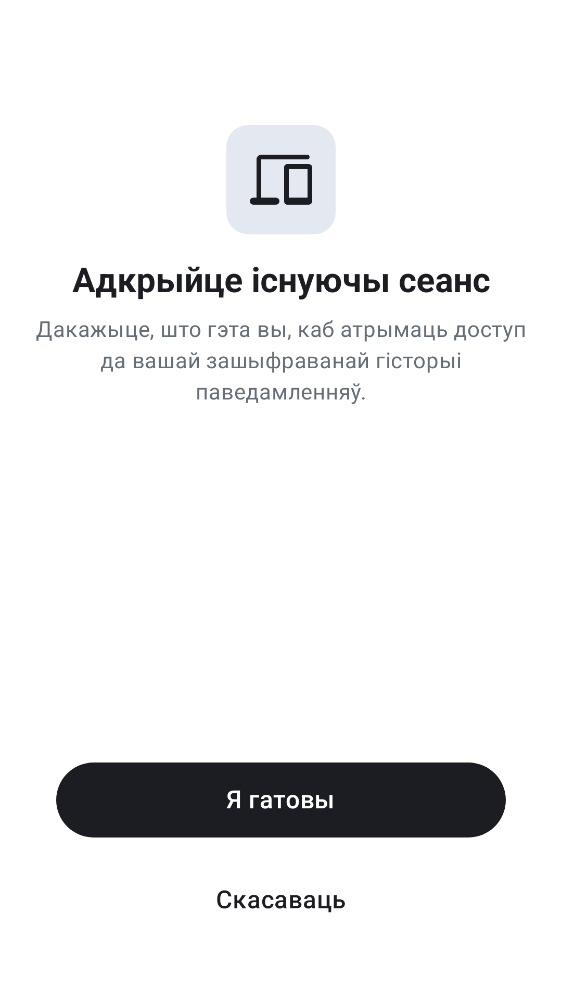 Адкрыйце існуючы сеанс
Дакажыце, што гэта вы, каб атрымаць доступ
да вашай зашыфраванай гісторыі
паведамленняў.
Я гатовы
Скасаваць